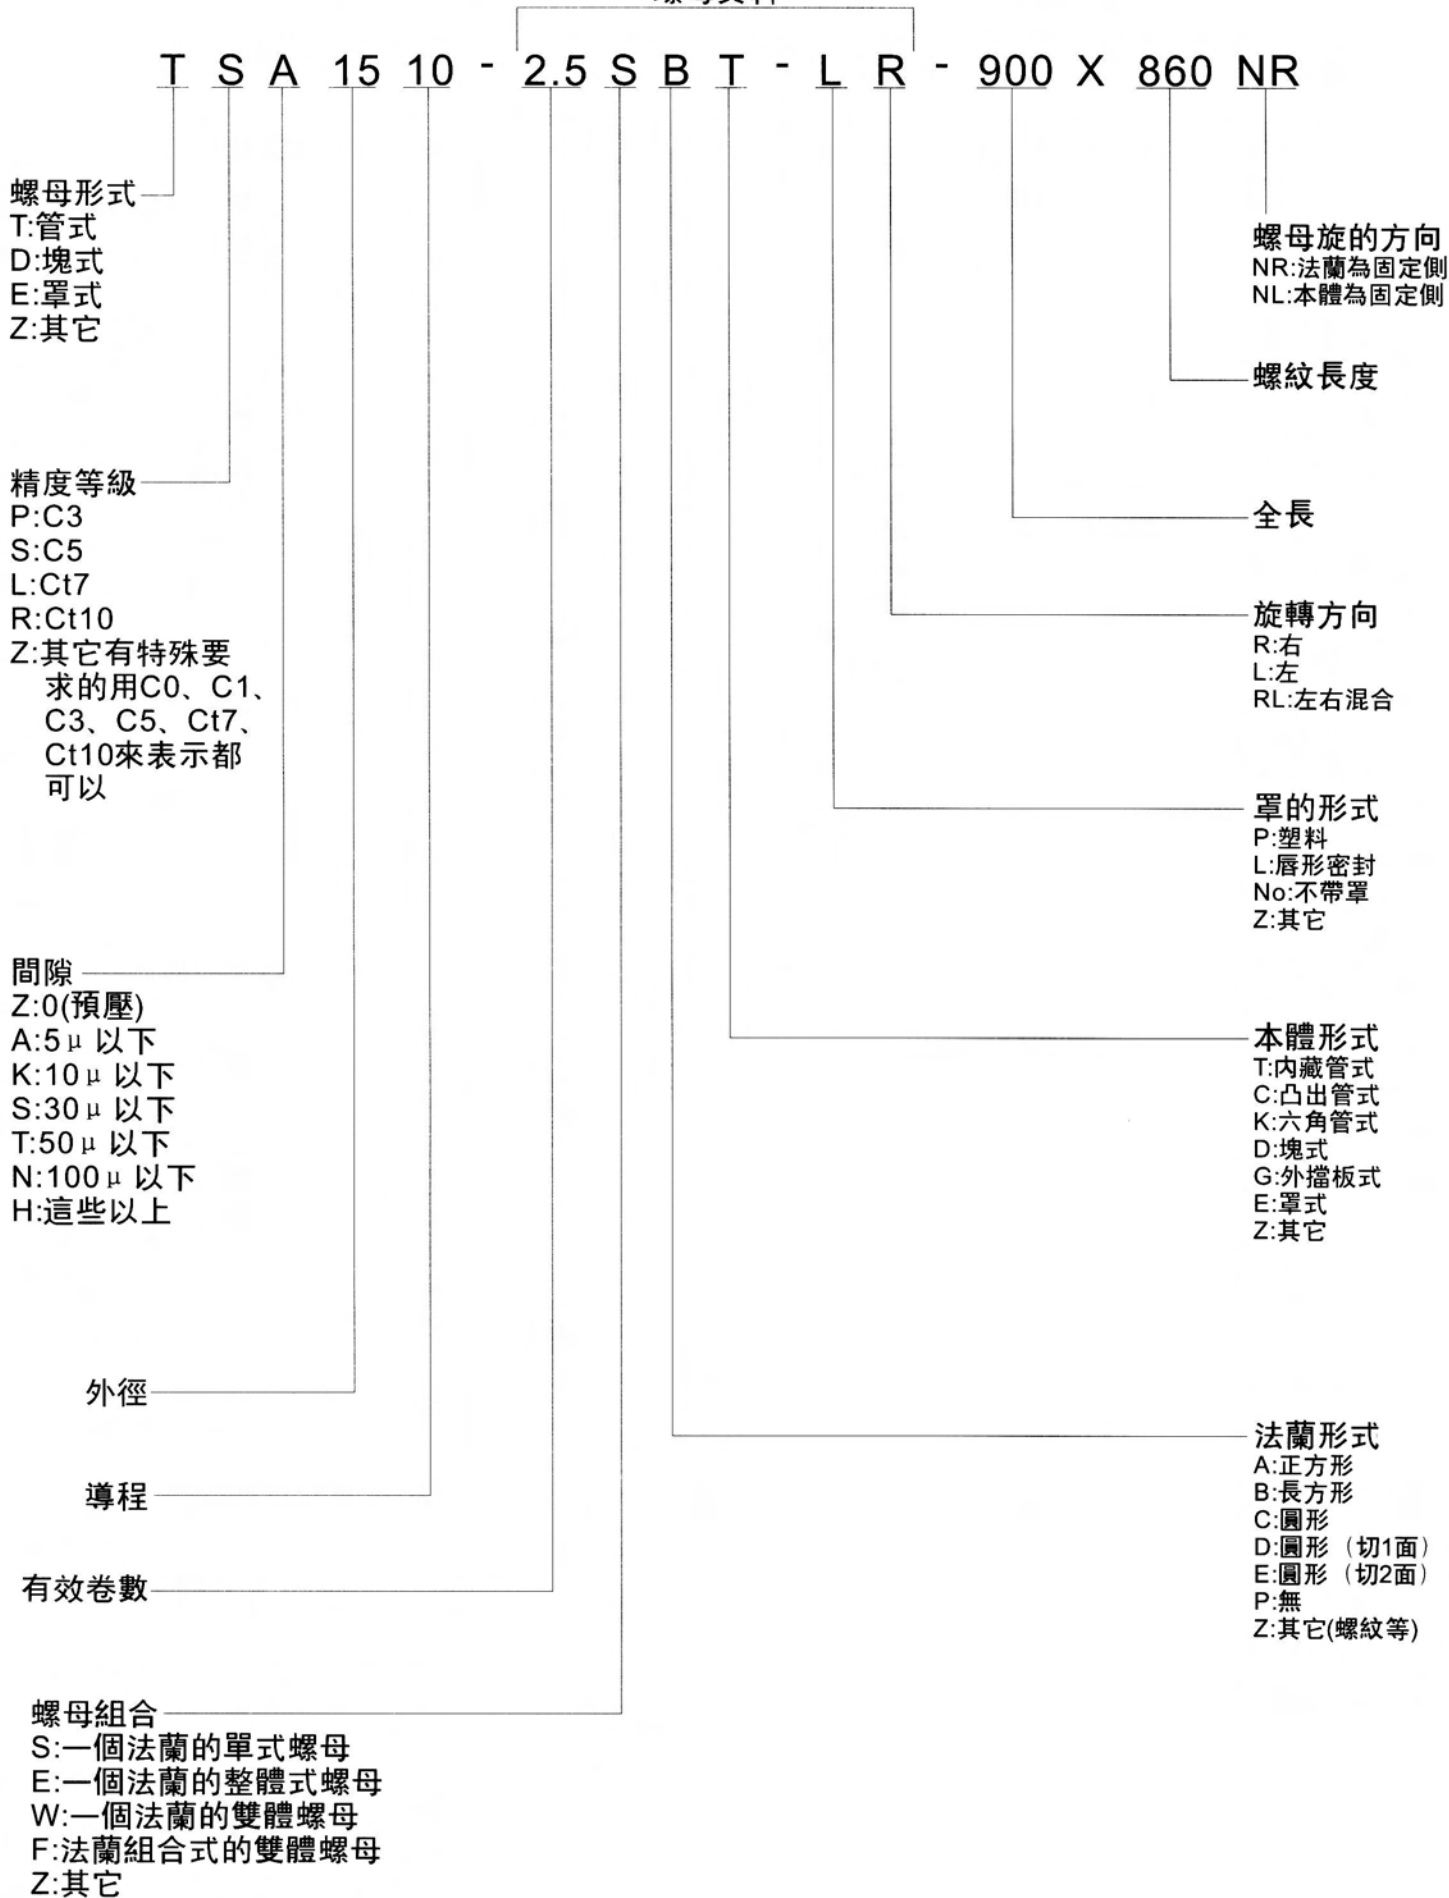 T S A 15 10 - 2.5 S B T - L R - 900 X 860 NR
螺母形式
T:管式
D:塊式
E:罩式
Z:其它
精度等級
P:C3
S:C5
L:Ct7
R:Ct10
Z:其它有特殊要
求的用C0、C1、
C3、C5、Ct7、
Ct10來表示都
可以
間隙
Z:0(預壓)
A:5μ 以下
K:10μ 以下
S:30μ 以下
T:50μ 以下
N:100μ 以下
H:這些以上
外徑
導程
有效卷數
螺母組合
S:一個法蘭的單式螺母
E:一個法蘭的整體式螺母
W:一個法蘭的雙體螺母
F:法蘭組合式的雙體螺母
Z:其它
螺母旋的方向
NR:法蘭為固定側
NL:本體為固定側
螺紋長度
全長
旋轉方向
R:右
L:左
RL:左右混合
罩的形式
P:塑料
L:唇形密封
No:不帶罩
Z:其它
本體形式
T:内藏管式
C:凸出管式
K:六角管式
D:塊式
G:外擋板式
E:罩式
Z:其它
法蘭形式
A:正方形
B:長方形
C:圓形
D:圓形（切1面）
E:圓形（切2面）
P:無
Z:其它(螺紋等)